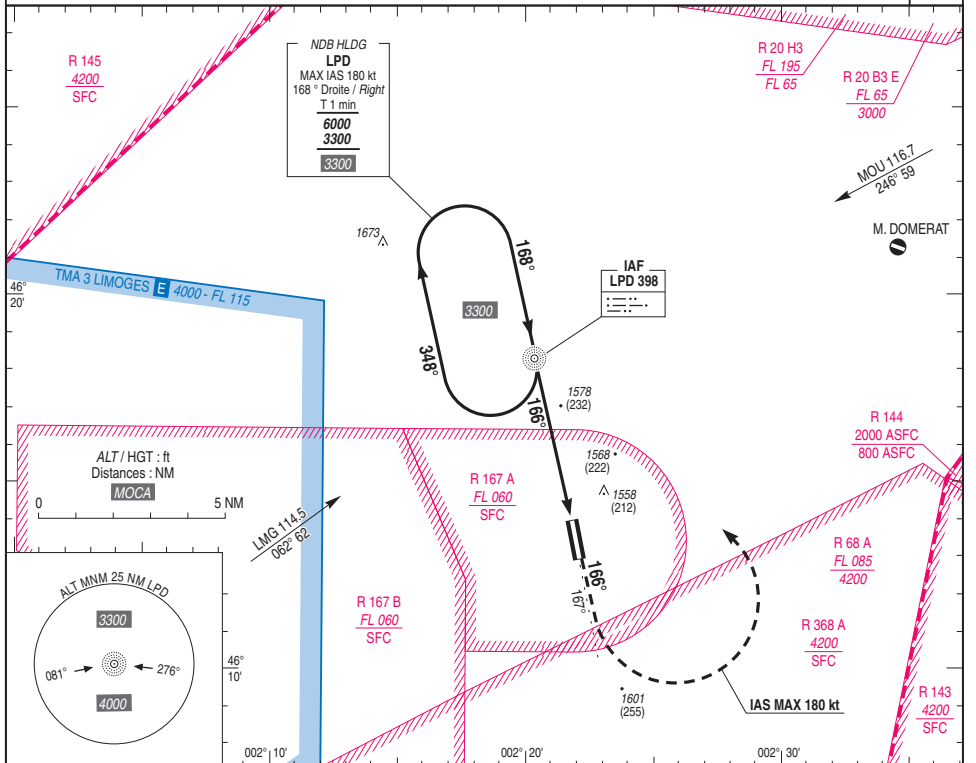 R 145
4200
SFC
NDB HLDG
LPD
MAX IAS 180 kt
168 ° Droite / Right
T 1 min
6000
3300
3300
R 20 H3
FL 195
FL 65
R 20 B3 E
FL 65
3000
MOU 116.7
246° 59
M. DOMERAT
1673
168°
IAF
LPD 398
TMA 3 LIMOGES E 4000 - FL 115
46°
20'
3300
348°
166°
1578
(232)
R 144
2000 ASFC
800 ASFC
ALT / HGT : ft
Distances : NM
MOCA
0 5 NM
1568
(222)
R 167 A
FL 060
SFC
1558
(212)
LMG 114.5
062° 62
R 68 A
FL 085
4200
166°
167°
ALT MNM 25 NM LPD
3300
081° 276°
4000
R 167 B
FL 060
SFC
R 368 A
4200
SFC
46°
10'
1601
(255)
IAS MAX 180 kt
R 143
4200
SFC
002° 10'
002° 20'
002° 30'